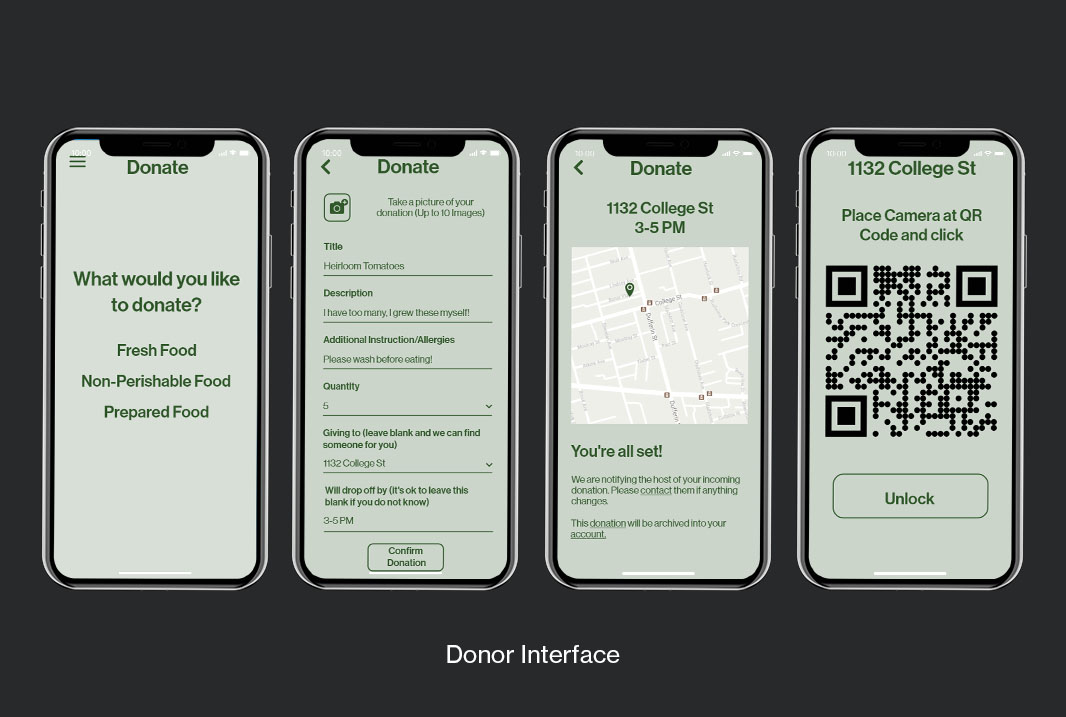 10:00
Donate
What would you like
to donate?
Fresh Food
Non-Perishable Food
Prepared Food
10:00
Donate
Take a picture of your
donation (Up to 10 Images)
Title
Heirloom Tomatoes
Description
I have too many, I grew these myself!
Additional Instruction/Allergies
Please wash before eating!
Quantity
5
Giving to (leave blank and we can find
someone for you)
1132 College St
Will drop off by (it's ok to leave this
blank if you do not know)
3-5 PM
Confirm
Donation
10:00
Donate
1132 College St
3-5 PM
College St
Dufferin St
Dufferin
You're all set!
We are notifying the host of your incoming
donation. Please contact them if anything
changes.
This donation will be archived into your
account.
10:00
1132 College St
Place Camera at QR
Code and click
Unlock
Donor Interface